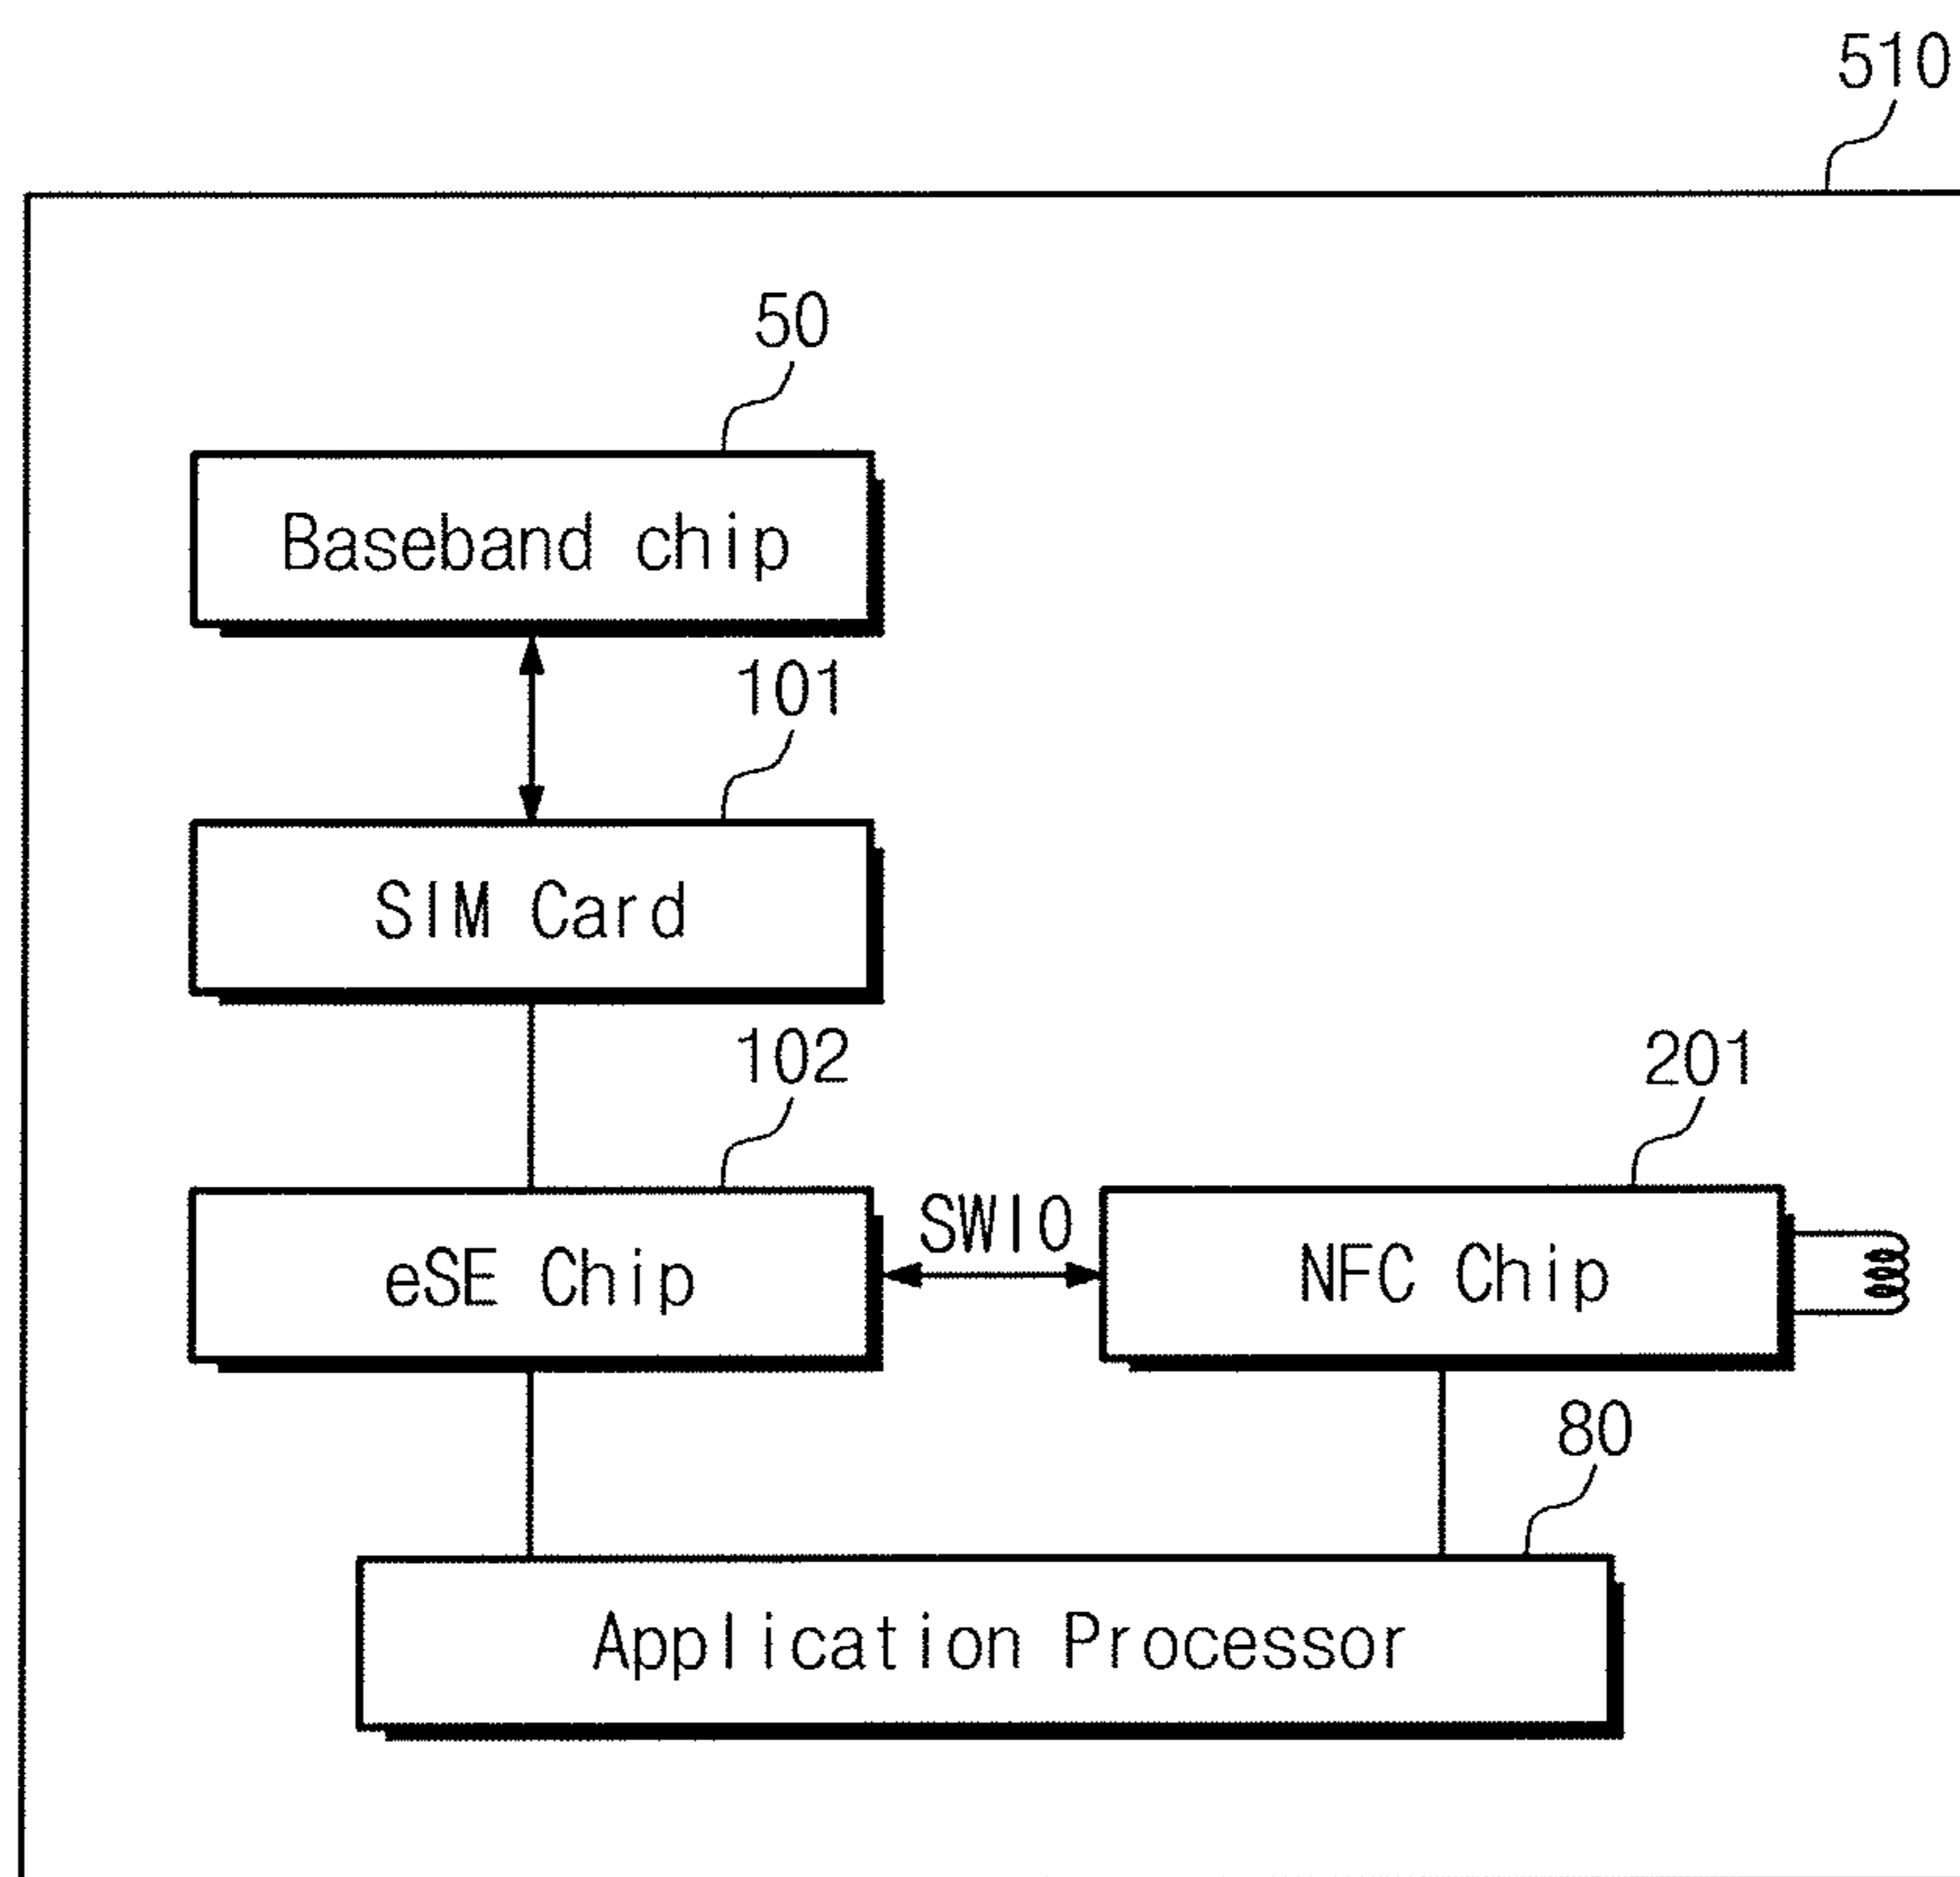 510
50
Baseband chip
101
SIM Card
102
201
eSE Chip
SWIO
NFC Chip
80
Application Processor